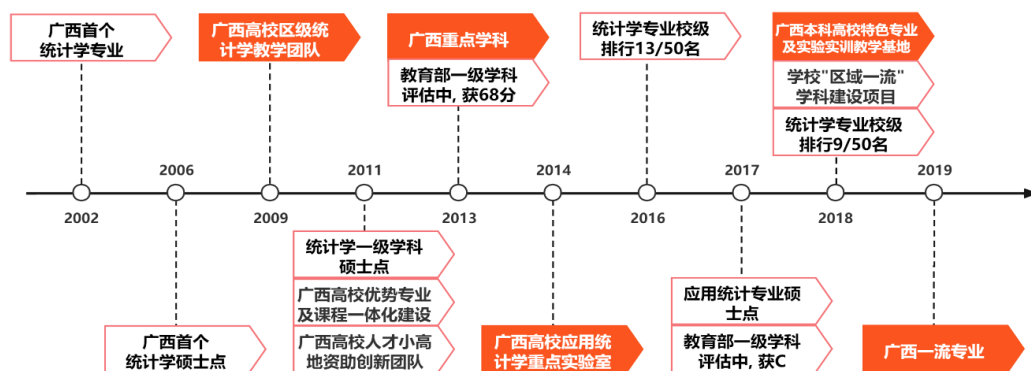 广西首个
统计学专业
广西高校区级统
计学教学团队
广西重点学科
教育部一级学科
评估中, 获68分
统计学专业校级
排行13/50名
广西本科高校特色专业
及实验实训教学基地
学校"区域一流"
学科建设项目
统计学专业校级
排行9/50名
2006
2011
2014
2017
2019
2002
2009
2013
2016
2018
广西首个
统计学硕士点
统计学一级学科
硕士点
广西高校优势专业
及课程一体化建设
广西高校人才小高
地资助创新团队
广西高校应用统
计学重点实验室
应用统计专业硕
士点
教育部一级学科
评估中, 获C
广西一流专业